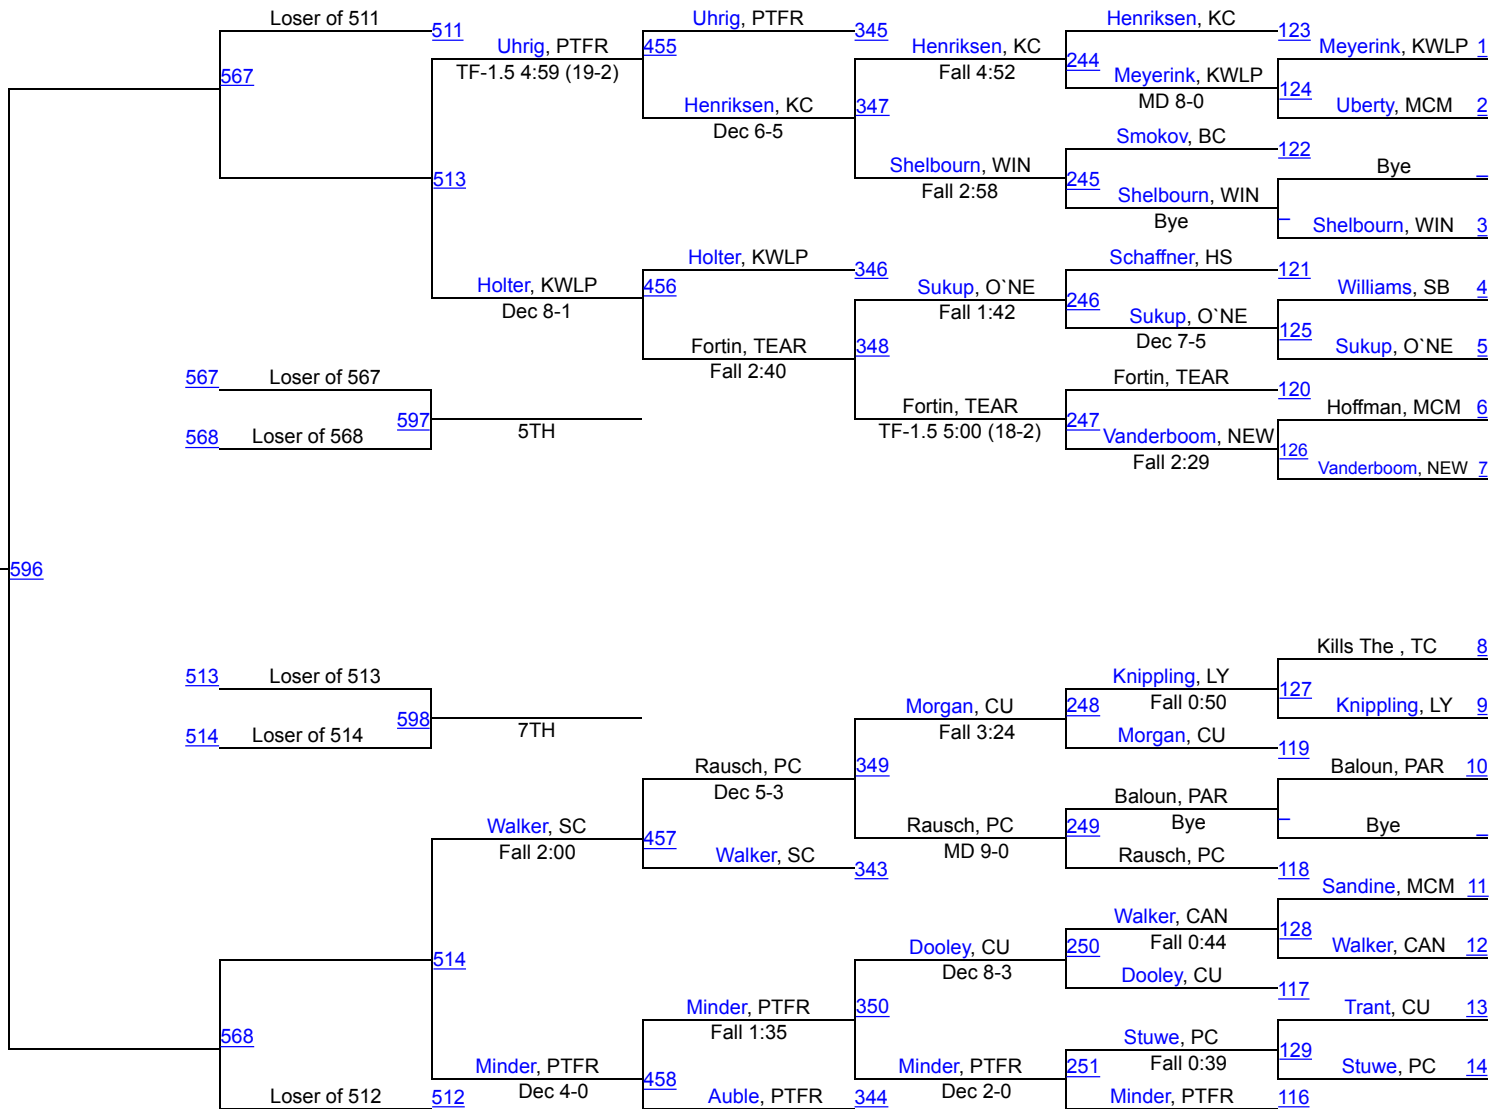 Loser of 511
511
567
Uhrig, PTFR
TF-1.5 4:59 (19-2)
455
Uhrig, PTFR
345
Henriksen, KC
Dec 6-5
347
Henriksen, KC
Fall 4:52
244
Henriksen, KC
123
Meyerink, KWLP
MD 8-0
124
Meyerink, KWLP 1
Uberty, MCM 2
513
Shelbourn, WIN
Fall 2:58
245
Smokov, BC
122
Shelbourn, WIN
Bye
Bye _
_
Shelbourn, WIN 3
Holter, KWLP
Dec 8-1
456
Holter, KWLP
346
Fortin, TEAR
Fall 2:40
348
Sukup, O`NE
Fall 1:42
246
Schaffner, HS
121
Sukup, O`NE
Dec 7-5
125
Williams, SB 4
Sukup, O`NE 5
567
Loser of 567
568
Loser of 568
597
5TH
Fortin, TEAR
TF-1.5 5:00 (18-2)
247
Fortin, TEAR
120
Vanderboom, NEW
Fall 2:29
126
Hoffman, MCM 6
Vanderboom, NEW 7
596
513
Loser of 513
514
Loser of 514
598
7TH
Morgan, CU
Fall 3:24
248
Knippling, LY
Fall 0:50
127
Kills The , TC 8
Knippling, LY 9
Morgan, CU
119
Rausch, PC
Dec 5-3
349
Rausch, PC
MD 9-0
249
Baloun, PAR
Bye
_
Baloun, PAR 10
Bye _
Rausch, PC
118
Walker, SC
Fall 2:00
457
Walker, SC
343
514
Dooley, CU
Dec 8-3
250
Walker, CAN
Fall 0:44
128
Sandine, MCM 11
Walker, CAN 12
Dooley, CU
117
568
Minder, PTFR
Fall 1:35
350
Minder, PTFR
Dec 2-0
251
Stuwe, PC
Fall 0:39
129
Trant, CU 13
Stuwe, PC 14
Minder, PTFR
116
Minder, PTFR
Dec 4-0
458
Auble, PTFR
344
Loser of 512
512